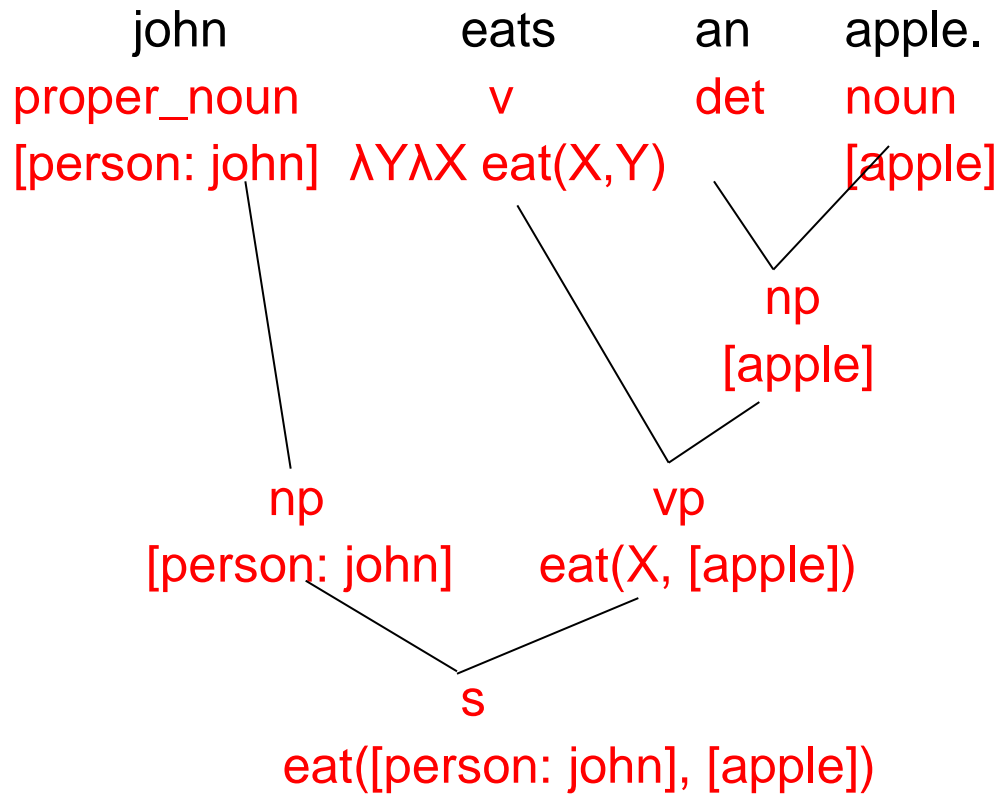 john eats an apple.
proper_noun v det noun
[person: john] λYλX eat(X,Y) [apple]
np
[apple]
np vp
[person: john] eat(X, [apple])
s
eat([person: john], [apple])